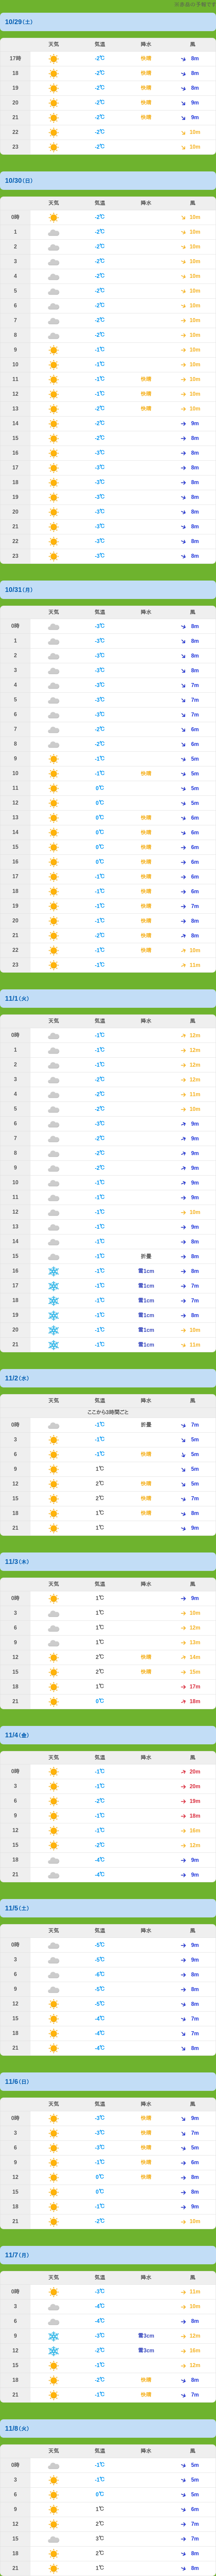 10/29(土)
天気 気温 降水 風
17時 -2℃ 快晴 8m
18 -2℃ 快晴 8m
19 -2℃ 快晴 8m
20 -2℃ 快晴 9m
21 -2℃ 快晴 9m
22 -2℃ 10m
23 -2℃ 10m
10/30(日)
天気 気温 降水 風
0時 -2℃ 10m
1 -2℃ 10m
2 -2℃ 10m
3 -2℃ 10m
4 -2℃ 10m
5 -2℃ 10m
6 -2℃ 10m
7 -2℃ 10m
8 -2℃ 10m
9 -1℃ 10m
10 -1℃ 10m
11 -1℃ 快晴 10m
12 -1℃ 快晴 10m
13 -2℃ 快晴 10m
14 -2℃ 9m
15 -2℃ 8m
16 -3℃ 8m
17 -3℃ 8m
18 -3℃ 8m
19 -3℃ 8m
20 -3℃ 8m
21 -3℃ 8m
22 -3℃ 8m
23 -3℃ 8m
10/31(月)
天気 気温 降水 風
0時 -3℃ 8m
1 -3℃ 8m
2 -3℃ 8m
3 -3℃ 8m
4 -3℃ 7m
5 -3℃ 7m
6 -3℃ 7m
7 -2℃ 6m
8 -2℃ 6m
9 -1℃ 5m
10 -1℃ 快晴 5m
11 0℃ 5m
12 0℃ 5m
13 0℃ 快晴 6m
14 0℃ 快晴 6m
15 0℃ 快晴 6m
16 0℃ 快晴 6m
17 -1℃ 快晴 6m
18 -1℃ 快晴 6m
19 -1℃ 快晴 7m
20 -1℃ 快晴 8m
21 -2℃ 快晴 8m
22 -1℃ 快晴 10m
23 -1℃ 11m
11/1(火)
天気 気温 降水 風
0時 -1℃ 12m
1 -1℃ 12m
2 -1℃ 12m
3 -2℃ 12m
4 -2℃ 11m
5 -2℃ 10m
6 -3℃ 9m
7 -2℃ 9m
8 -2℃ 9m
9 -2℃ 9m
10 -1℃ 9m
11 -1℃ 9m
12 -1℃ 10m
13 -1℃ 9m
14 -1℃ 8m
15 -1℃ 8m
16 -1℃ 雪1cm 8m
17 -1℃ 雪1cm 7m
18 -1℃ 雪1cm 7m
19 -1℃ 雪1cm 8m
20 -1℃ 雪1cm 10m
21 -1℃ 雪1cm 11m
11/2(水)
天気 気温 降水 風
ここから3時間ごと
0時 -1℃ 7m
3 -1℃ 5m
6 -1℃ 快晴 5m
9 1℃ 5m
12 2℃ 快晴 5m
15 2℃ 快晴 7m
18 1℃ 快晴 8m
21 1℃ 9m
11/3(木)
天気 気温 降水 風
0時 1℃ 9m
3 1℃ 10m
6 1℃ 12m
9 1℃ 13m
12 2℃ 快晴 14m
15 2℃ 快晴 15m
18 1℃ 17m
21 0℃ 18m
11/4(金)
天気 気温 降水 風
0時 -1℃ 20m
3 -1℃ 20m
6 -2℃ 19m
9 -1℃ 18m
12 -1℃ 16m
15 -2℃ 12m
18 -4℃ 9m
21 -4℃ 9m
11/5(土)
天気 気温 降水 風
0時 -5℃ 9m
3 -5℃ 9m
6 -6℃ 8m
9 -5℃ 8m
12 -5℃ 8m
15 -4℃ 7m
18 -4℃ 7m
21 -4℃ 8m
11/6(日)
天気 気温 降水 風
0時 -3℃ 快晴 9m
3 -3℃ 快晴 7m
6 -3℃ 快晴 5m
9 -1℃ 快晴 6m
12 0℃ 快晴 8m
15 0℃ 8m
18 -1℃ 9m
21 -2℃ 10m
11/7(月)
天気 気温 降水 風
0時 -3℃ 11m
3 -4℃ 10m
6 -4℃ 8m
9 -3℃ 雪3cm 12m
12 -2℃ 雪3cm 16m
15 -1℃ 12m
18 -2℃ 快晴 8m
21 -1℃ 快晴 7m
11/8(火)
天気 気温 降水 風
0時 -1℃ 5m
3 -1℃ 5m
6 0℃ 5m
9 1℃ 6m
12 2℃ 7m
15 3℃ 7m
18 2℃ 8m
21 1℃ 8m